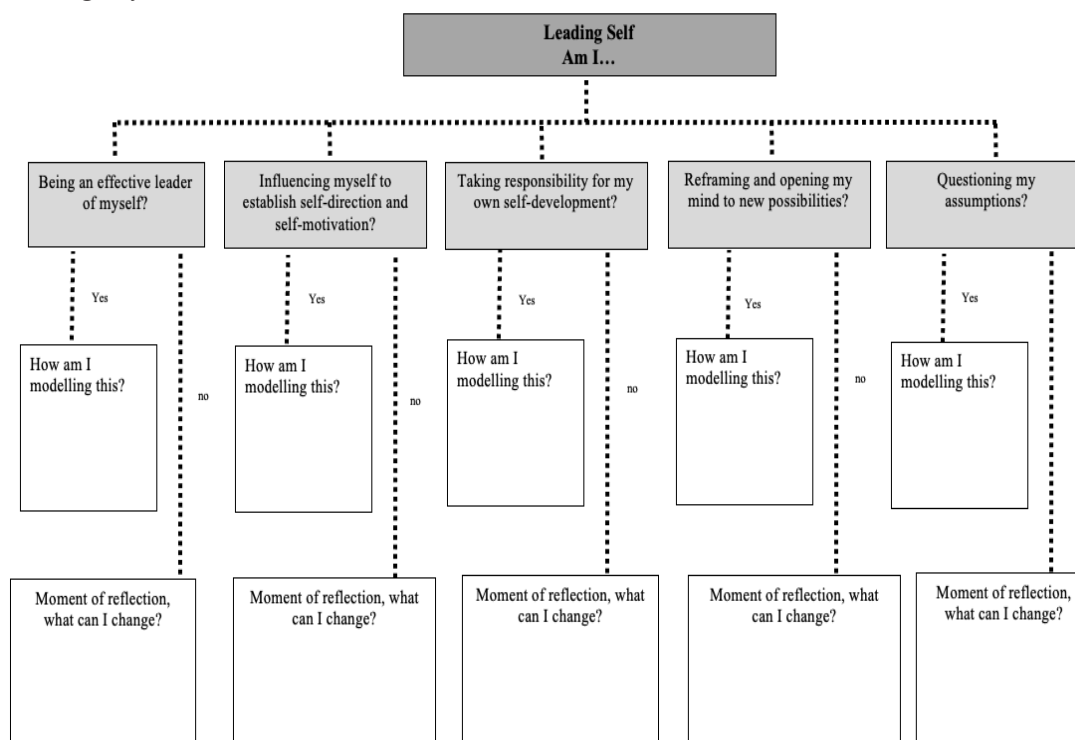 Leading Self
Am I…
Being an effective leader
of myself?
Influencing myself to
establish self-direction and
self-motivation?
Taking responsibility for my
own self-development?
Reframing and opening my
mind to new possibilities?
Questioning my
assumptions?
Yes
Yes
Yes
Yes
Yes
How am I
modelling this?
How am I
modelling this?
How am I
modelling this?
How am I
modelling this?
How am I
modelling this?
no
no
no
no
Moment of reflection,
what can I change?
Moment of reflection, what
can I change?
Moment of reflection, what
can I change?
Moment of reflection, what
can I change?
Moment of reflection,
what can I change?